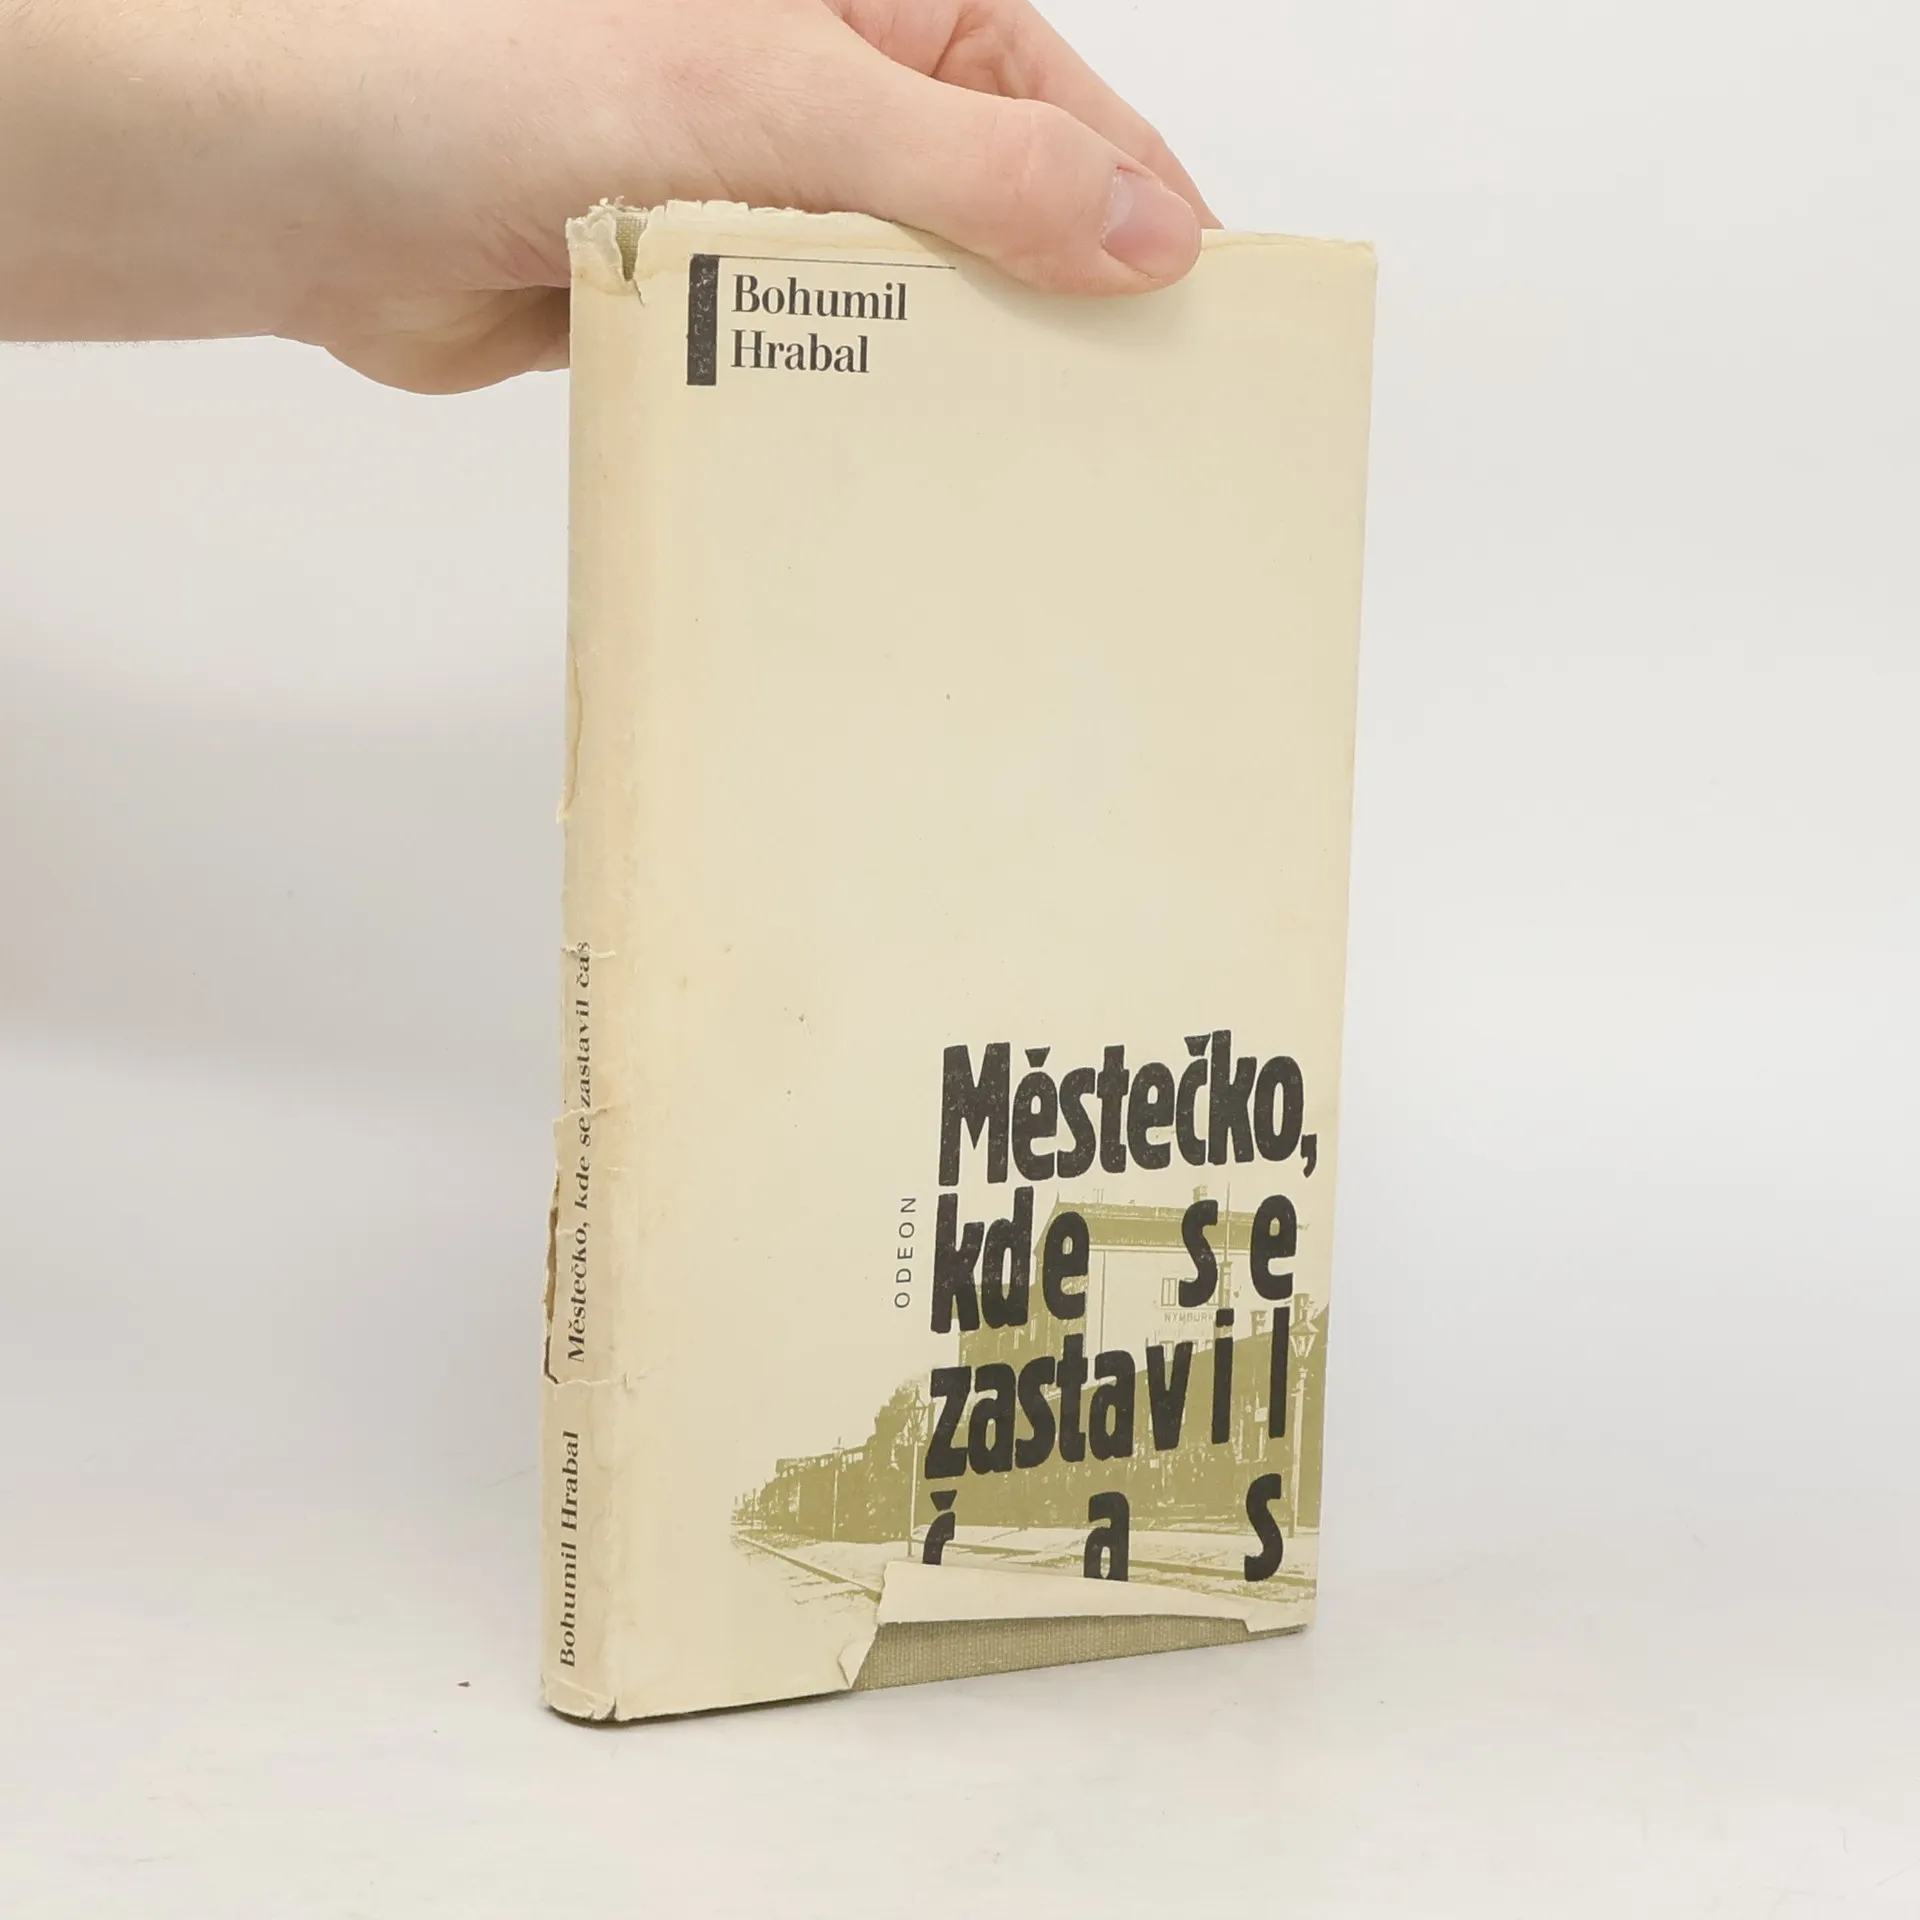 Bohumil
Hrabal
Městečko,
kde se
zastavil
čas
ODEON
NYMBURK
Bohumil Hrabal Městečko, kde se zastavil čas